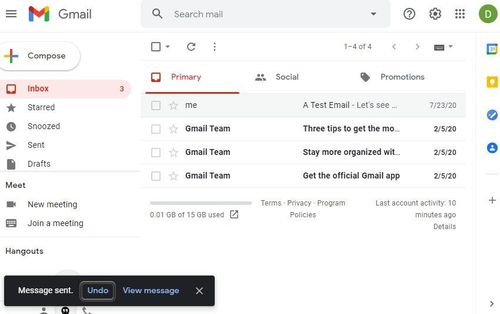 Gmail
Search mail
D
Compose
1–4 of 4
Inbox 3
Primary
Social
Promotions
Starred
me A Test Email - Let's see ... 7/23/20
Snoozed
Gmail Team Three tips to get the mo... 2/5/20
Sent
Gmail Team Stay more organized wit... 2/5/20
Drafts
Gmail Team Get the official Gmail app 2/5/20
Meet
New meeting
Join a meeting
Hangouts
0.01 GB of 15 GB used
Terms · Privacy · Program
Policies
Last account activity: 10
minutes ago
Details
Message sent. Undo View message